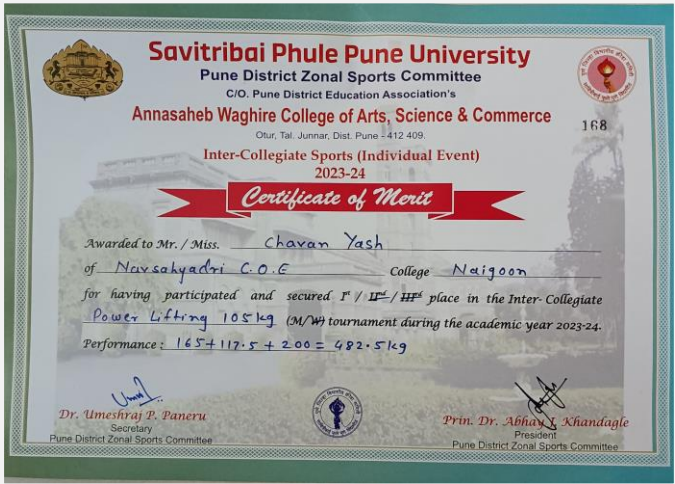 Savitribai Phule Pune University
Pune District Zonal Sports Committee
C/O. Pune District Education Association's
Annasaheb Waghire College of Arts, Science & Commerce
168
Otur, Tal. Junnar, Dist. Pune - 412 409.
Inter-Collegiate Sports (Individual Event)
2023-24
Certificate of Merit
Awarded to Mr. / Miss. Chavan Yash
of Navsahyadri C.O.E College Naigoon
for having participated and secured Iˢᵗ / IIⁿᵈ / IIIʳᵈ place in the Inter- Collegiate
Power Lifting 105kg (M/W) tournament during the academic year 2023-24.
Performance : 165+117.5+200= 482.5kg
Dr. Umeshraj P. Paneru
Secretary
Pune District Zonal Sports Committee
Prin. Dr. Abhay Khandagle
President
Pune District Zonal Sports Committee